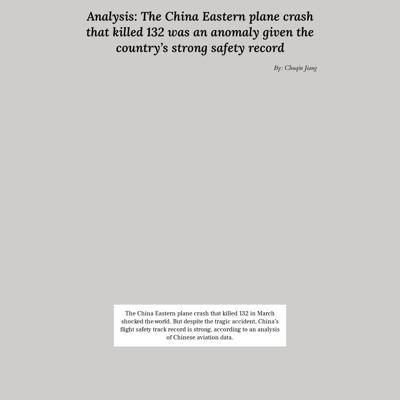 Analysis: The China Eastern plane crash
that killed 132 was an anomaly given the
country's strong safety record
By: Chuqin Jiang
The China Eastern plane crash that killed 132 in March
shocked the world. But despite the tragic accident, China's
flight safety track record is strong, according to an analysis
of Chinese aviation data.